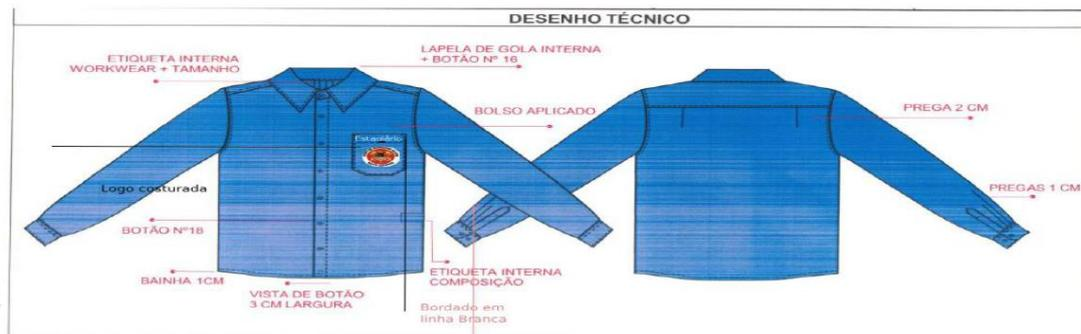 DESENHO TÉCNICO
ETIQUETA INTERNA
WORKWEAR + TAMANHO
LAPELA DE GOLA INTERNA
+ BOTÃO Nº 16
BOLSO APLICADO
PREGA 2 CM
Estagiário
Logo costurada
PREGAS 1 CM
BOTÃO Nº18
BAINHA 1CM
VISTA DE BOTÃO
3 CM LARGURA
ETIQUETA INTERNA
COMPOSIÇÃO
Bordado em
linha Branca